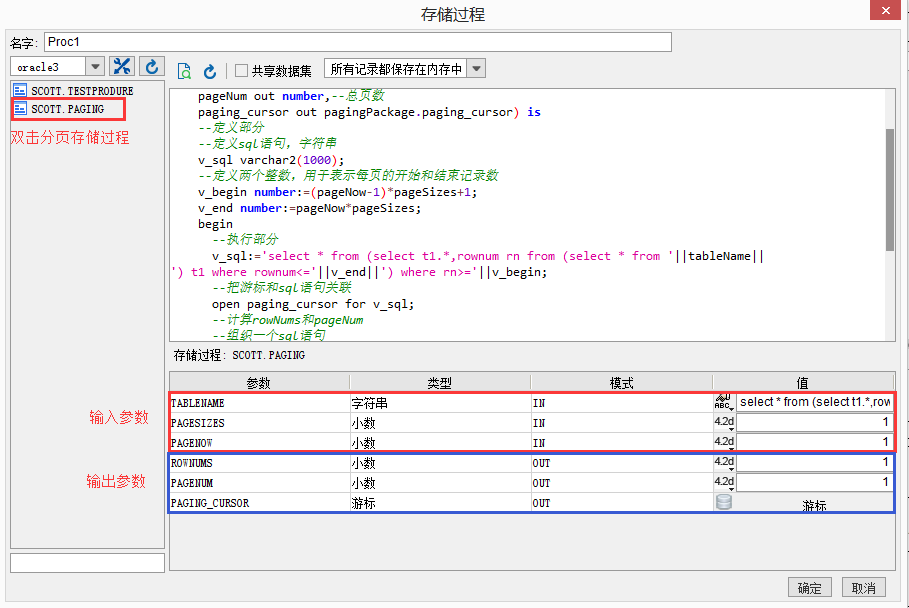 存储过程
名字: Proc1
oracle3
共享数据集
所有记录都保存在内存中
SCOTT.TESTPRODURE
SCOTT.PAGING
双击分页存储过程
pageNum out number,--总页数
paging_cursor out pagingPackage.paging_cursor) is
--定义部分
--定义sql语句，字符串
v_sql varchar2(1000);
--定义两个整数，用于表示每页的开始和结束记录数
v_begin number:=(pageNow-1)*pageSizes+1;
v_end number:=pageNow*pageSizes;
begin
--执行部分
v_sql:='select * from (select t1.*,rownum rn from (select * from '||tableName||
') t1 where rownum<='||v_end||') where rn>='||v_begin;
--把游标和sql语句关联
open paging_cursor for v_sql;
--计算rowNums和pageNum
--组织一个sql语句
存储过程: SCOTT.PAGING
参数 类型 模式 值
TABLENAME 字符串 IN ABC select * from (select t1.*,row
PAGESIZES 小数 IN 4.2d 1
PAGENOW 小数 IN 4.2d 1
ROWNUMS 小数 OUT 4.2d 1
PAGENUM 小数 OUT 4.2d 1
PAGING_CURSOR 游标 OUT 游标
输入参数
输出参数
确定 取消